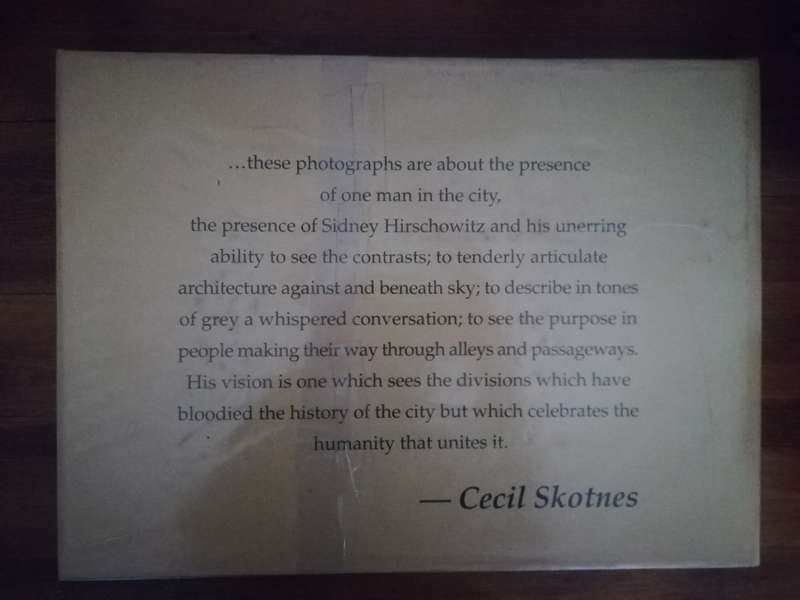 …these photographs are about the presence
of one man in the city,
the presence of Sidney Hirschowitz and his unerring
ability to see the contrasts; to tenderly articulate
architecture against and beneath sky; to describe in tones
of grey a whispered conversation; to see the purpose in
people making their way through alleys and passageways.
His vision is one which sees the divisions which have
bloodied the history of the city but which celebrates the
humanity that unites it.
— Cecil Skotnes